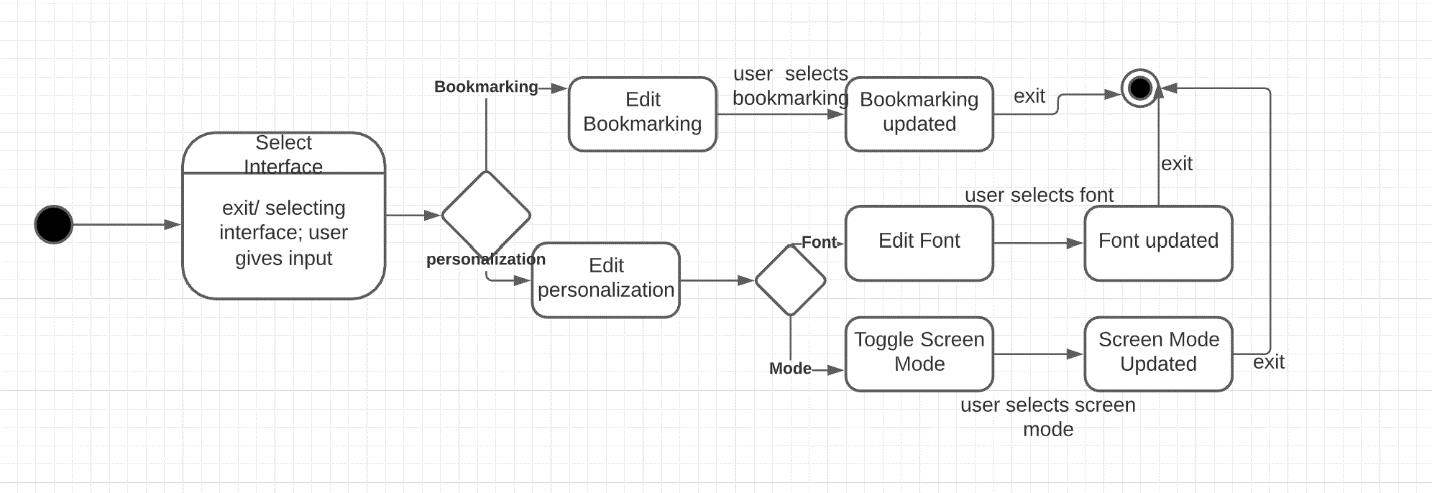 Select
Interface
exit/ selecting
interface; user
gives input
Bookmarking
Edit
Bookmarking
user selects
bookmarking
Bookmarking
updated
exit
personalization
Edit
personalization
Font
Edit Font
user selects font
Font updated
exit
Mode
Toggle Screen
Mode
user selects screen
mode
Screen Mode
Updated
exit